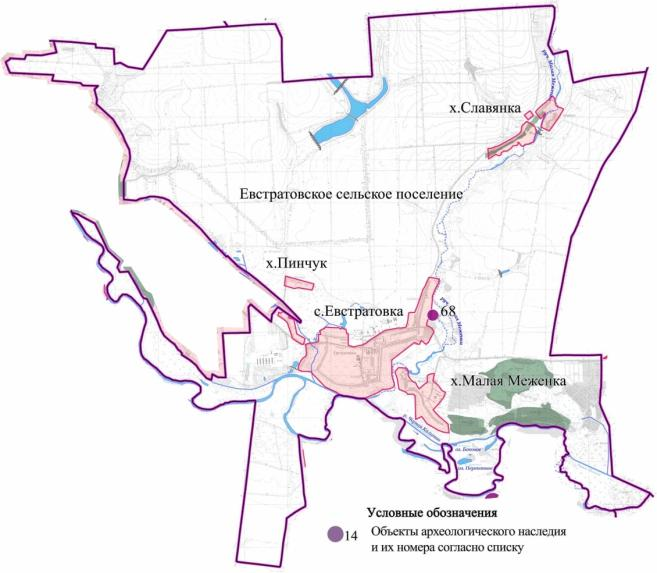 х.Славянка
Евстратовское сельское поселение
х.Пинчук
с.Евстратовка
68
х.Малая Меженка
Условные обозначения
14
Объекты археологического наследия
и их номера согласно списку